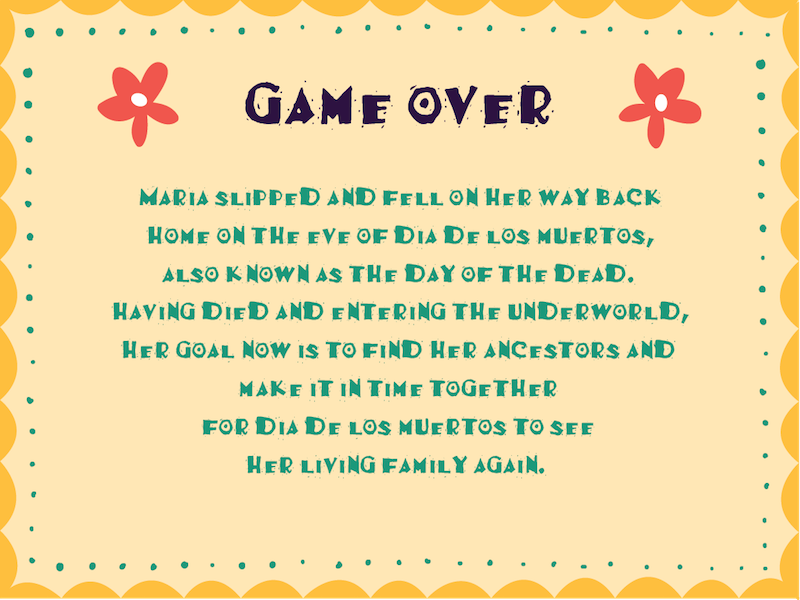 Game Over
Maria slipped and fell on her way back
home on the eve of Dia De los muertos,
also known as the Day of the Dead.
Having Died and entering the underworld,
her goal now is to find her ancestors and
make it in time together
for Dia De los Muertos to see
her living family again.